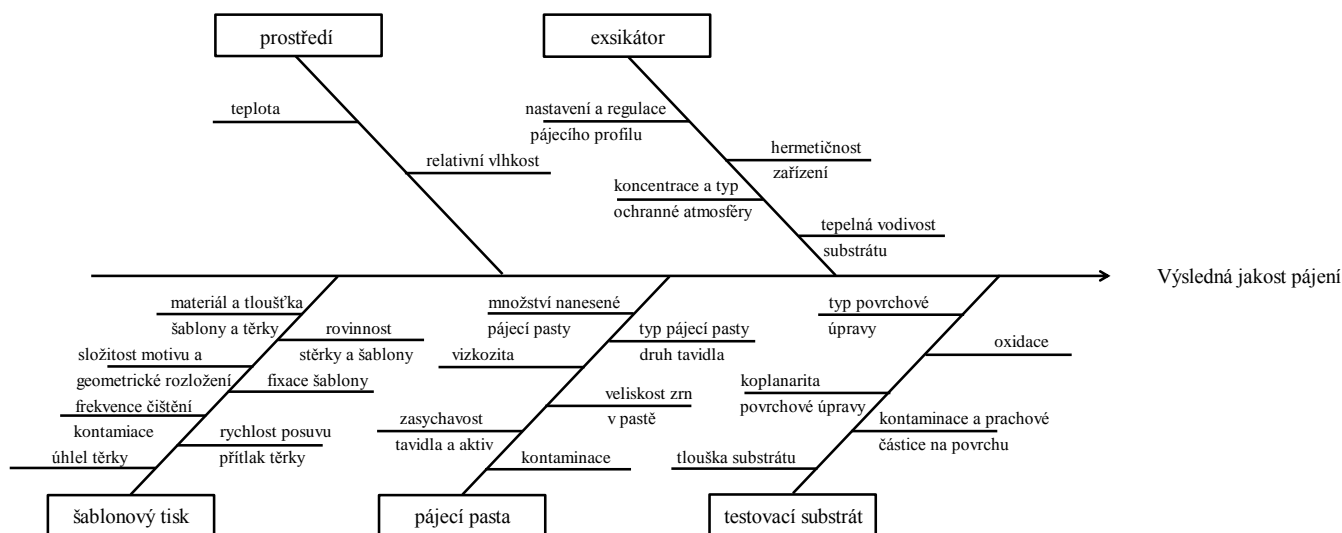 prostředí
exsikátor
teplota
nastavení a regulace
pájecího profilu
relativní vlhkost
hermetičnost
zařízení
koncentrace a typ
ochranné atmosféry
tepelná vodivost
substrátu
Výsledná jakost pájení
materiál a tloušťka
šablony a těrky
rovinnost
stěrky a šablony
složitost motivu a
geometrické rozložení
fixace šablony
frekvence čištění
kontamiace
rychlost posuvu
přítlak těrky
úhlel těrky
šablonový tisk
množství nanesené
pájecí pasty
typ pájecí pasty
druh tavidla
vizkozita
veliskost zrn
v pastě
zasychavost
tavidla a aktiv
kontaminace
pájecí pasta
typ povrchové
úpravy
oxidace
koplanarita
povrchové úpravy
kontaminace a prachové
částice na povrchu
tlouška substrátu
testovací substrát